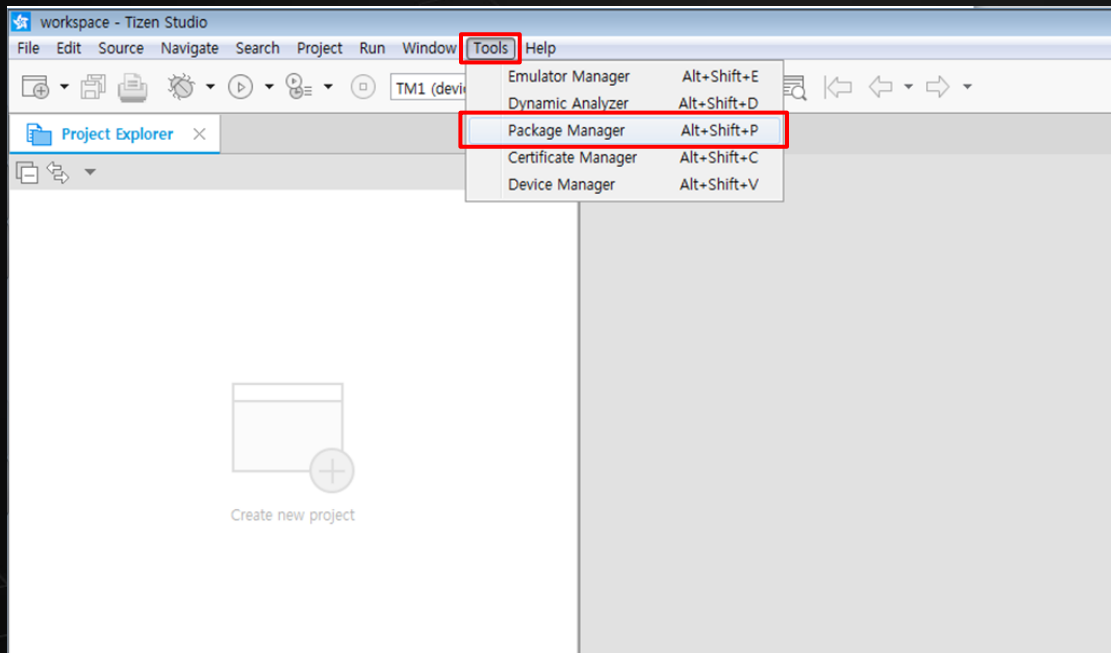 workspace - Tizen Studio
File Edit Source Navigate Search Project Run Window Tools Help
TM1 (devi
Emulator Manager Alt+Shift+E
Dynamic Analyzer Alt+Shift+D
Package Manager Alt+Shift+P
Certificate Manager Alt+Shift+C
Device Manager Alt+Shift+V
Project Explorer
Create new project